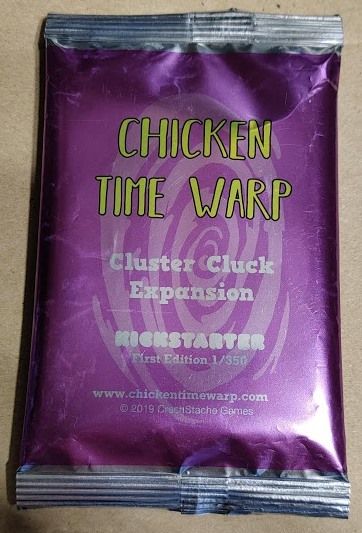 CHICKEN
TIME WARP
Cluster Cluck
Expansion
KICKSTARTER
First Edition 1/350
www.chickentimewarp.com
© 2019 CrashStache Games